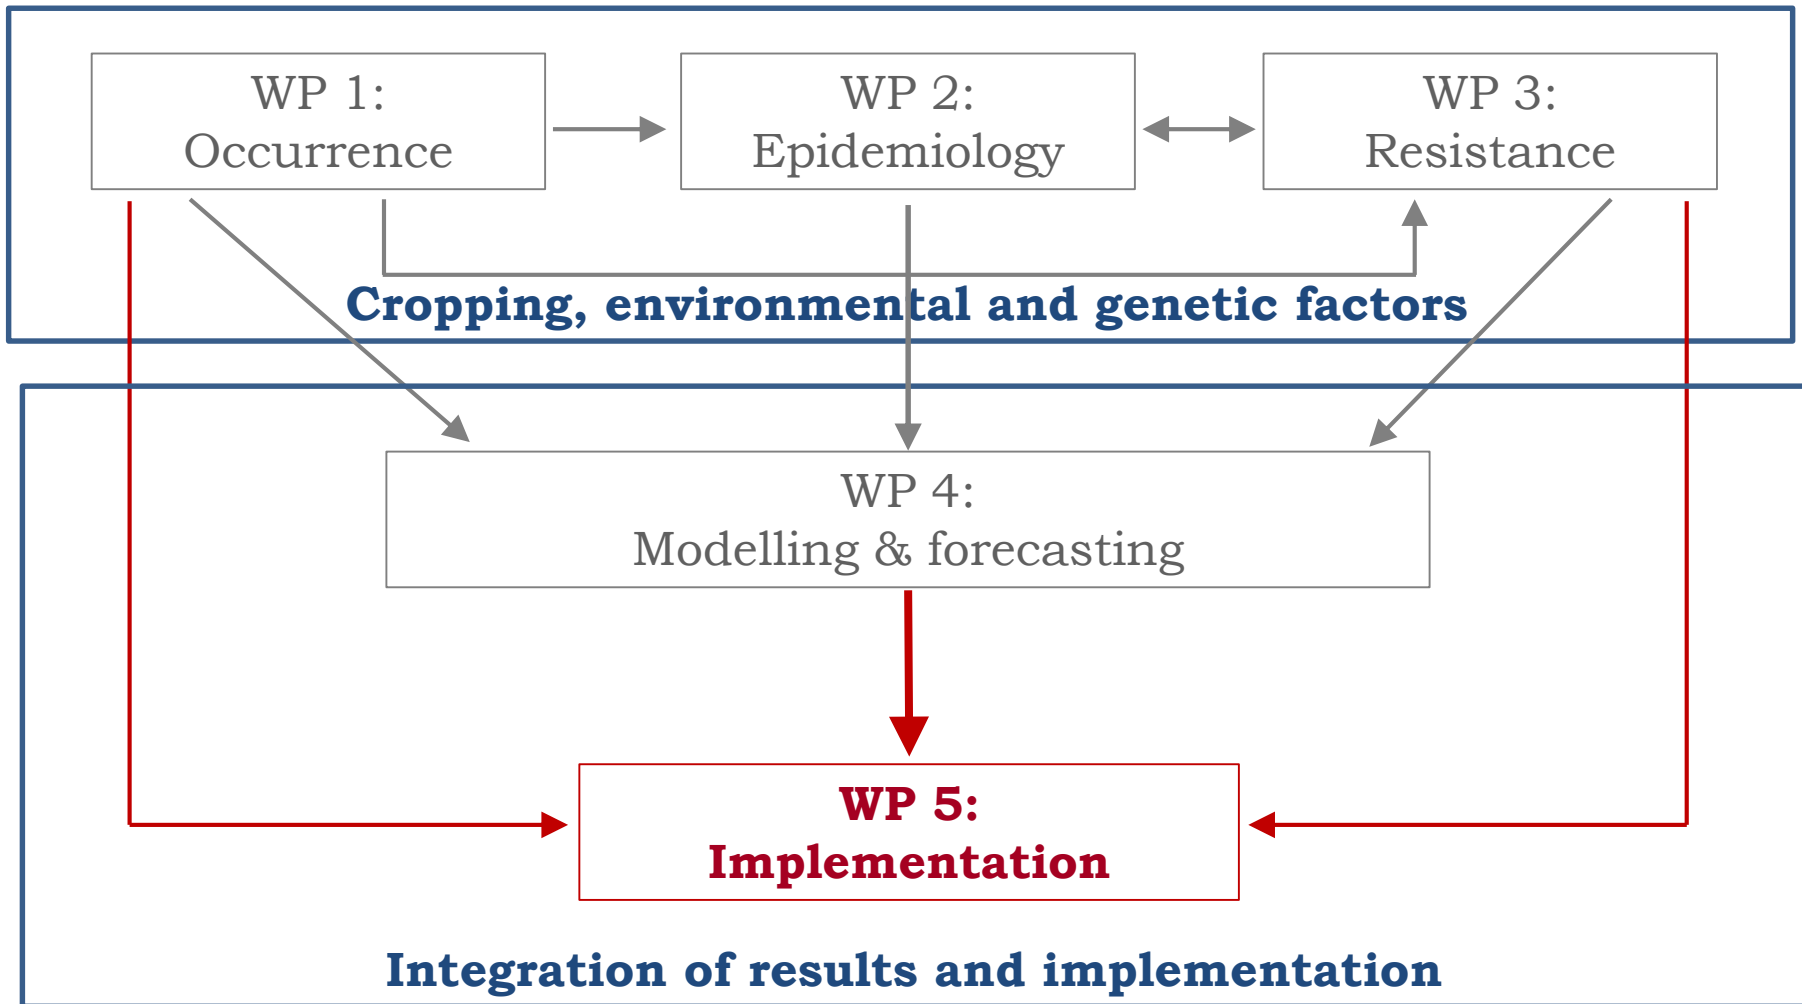 WP 1:
Occurrence
WP 2:
Epidemiology
WP 3:
Resistance
Cropping, environmental and genetic factors
WP 4:
Modelling & forecasting
WP 5:
Implementation
Integration of results and implementation